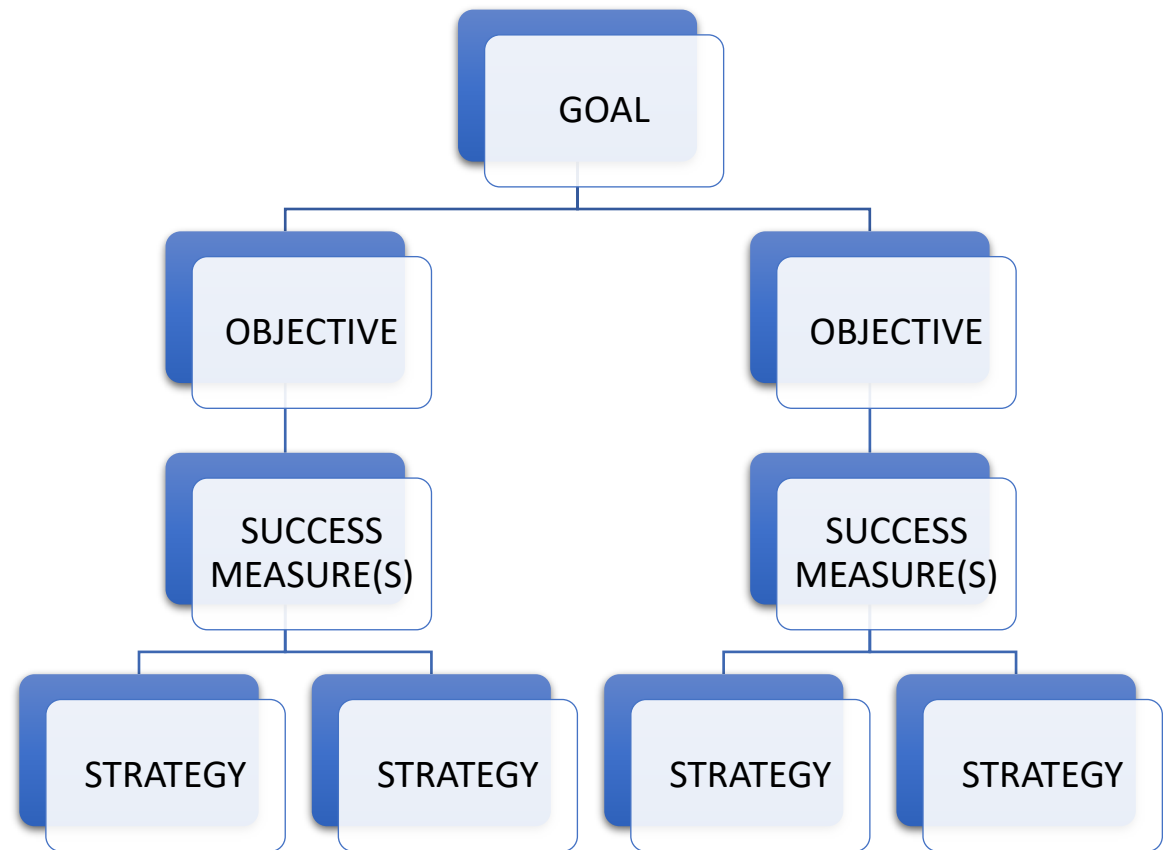 GOAL
OBJECTIVE
OBJECTIVE
SUCCESS
MEASURE(S)
SUCCESS
MEASURE(S)
STRATEGY
STRATEGY
STRATEGY
STRATEGY